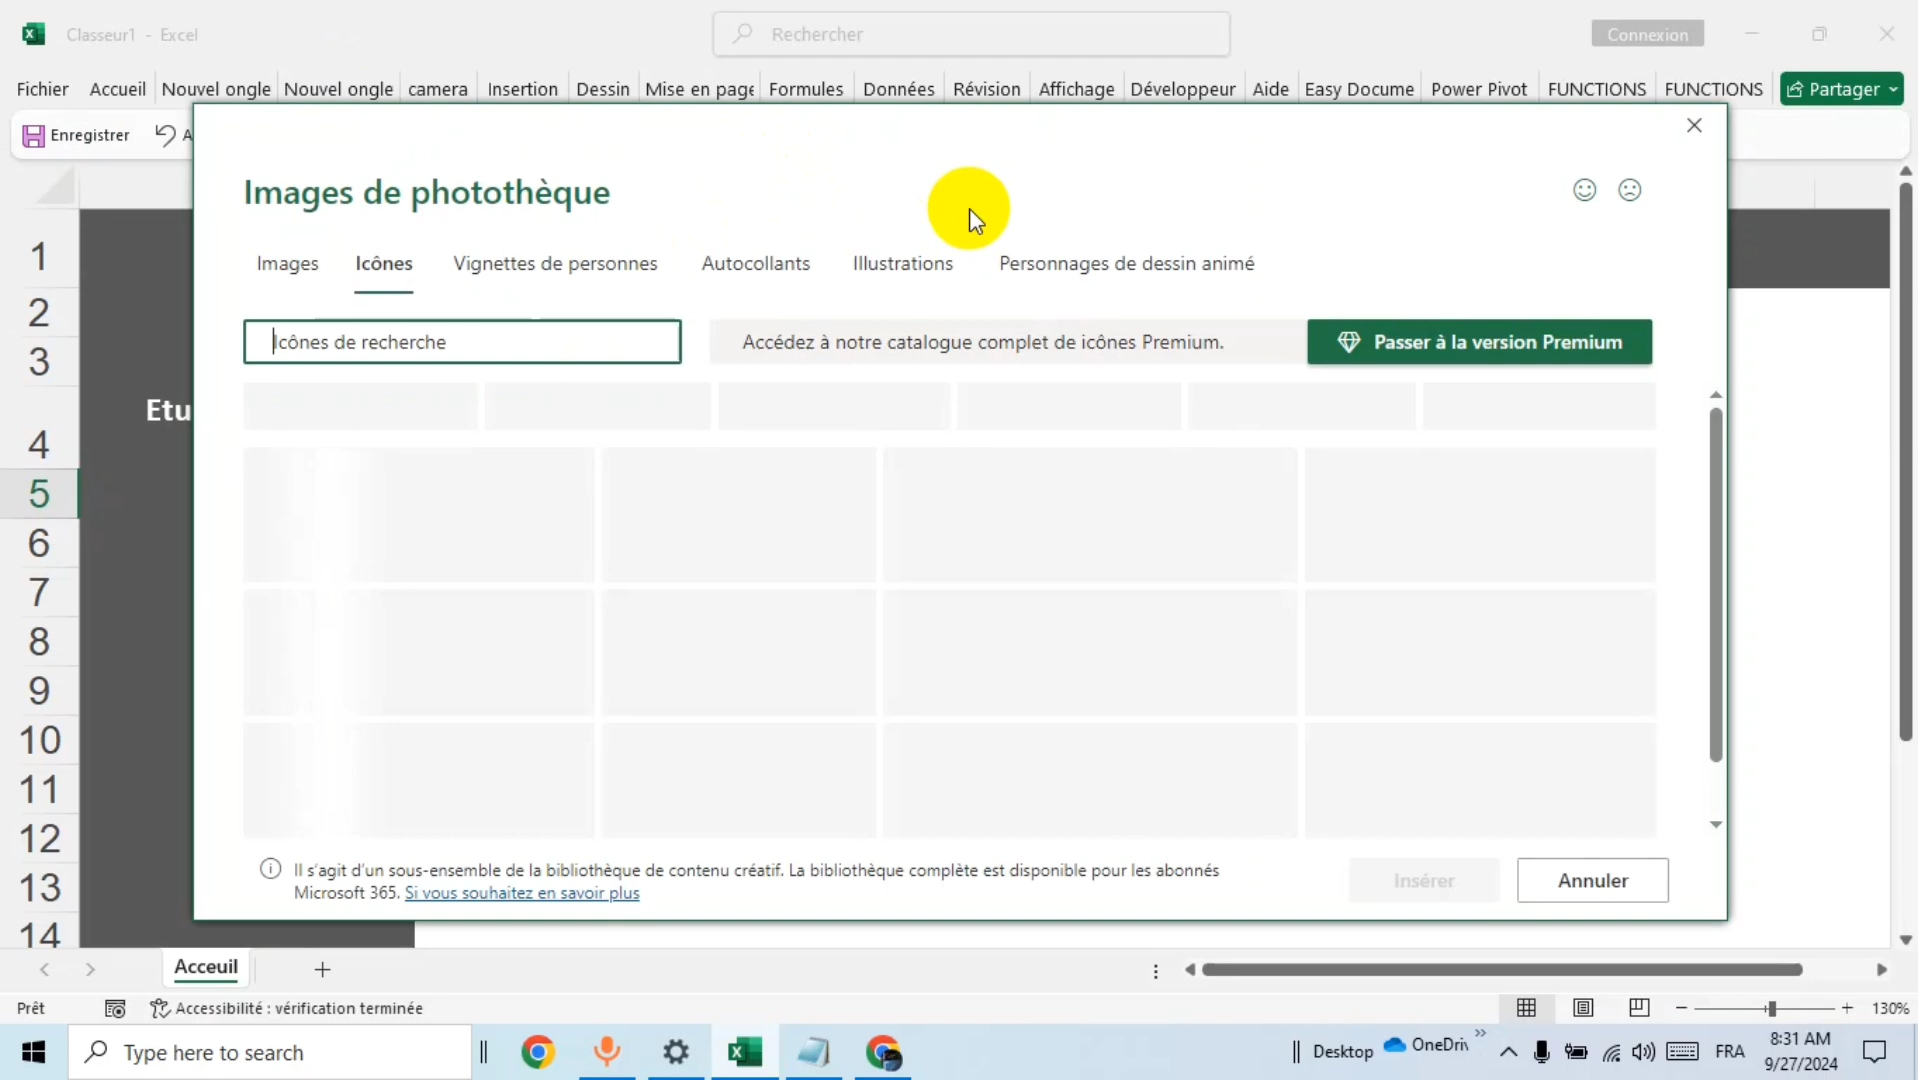 Classeur1 - Excel
Rechercher
Connexion
Fichier Accueil Nouvel ongle Nouvel ongle camera Insertion Dessin Mise en page Formules Données Révision Affichage Développeur Aide Easy Docume Power Pivot FUNCTIONS FUNCTIONS Partager
Enregistrer A
Images de photothèque
Images Icônes Vignettes de personnes Autocollants Illustrations Personnages de dessin animé
Icônes de recherche
Accédez à notre catalogue complet de icônes Premium.
Passer à la version Premium
1
2
3
4
5
6
7
8
9
10
11
12
13
14
Etu
Il s’agit d’un sous-ensemble de la bibliothèque de contenu créatif. La bibliothèque complète est disponible pour les abonnés
Microsoft 365. Si vous souhaitez en savoir plus
Insérer
Annuler
Acceuil
Prêt
Accessibilité : vérification terminée
130%
Type here to search
Desktop
OneDriv
FRA
8:31 AM
9/27/2024